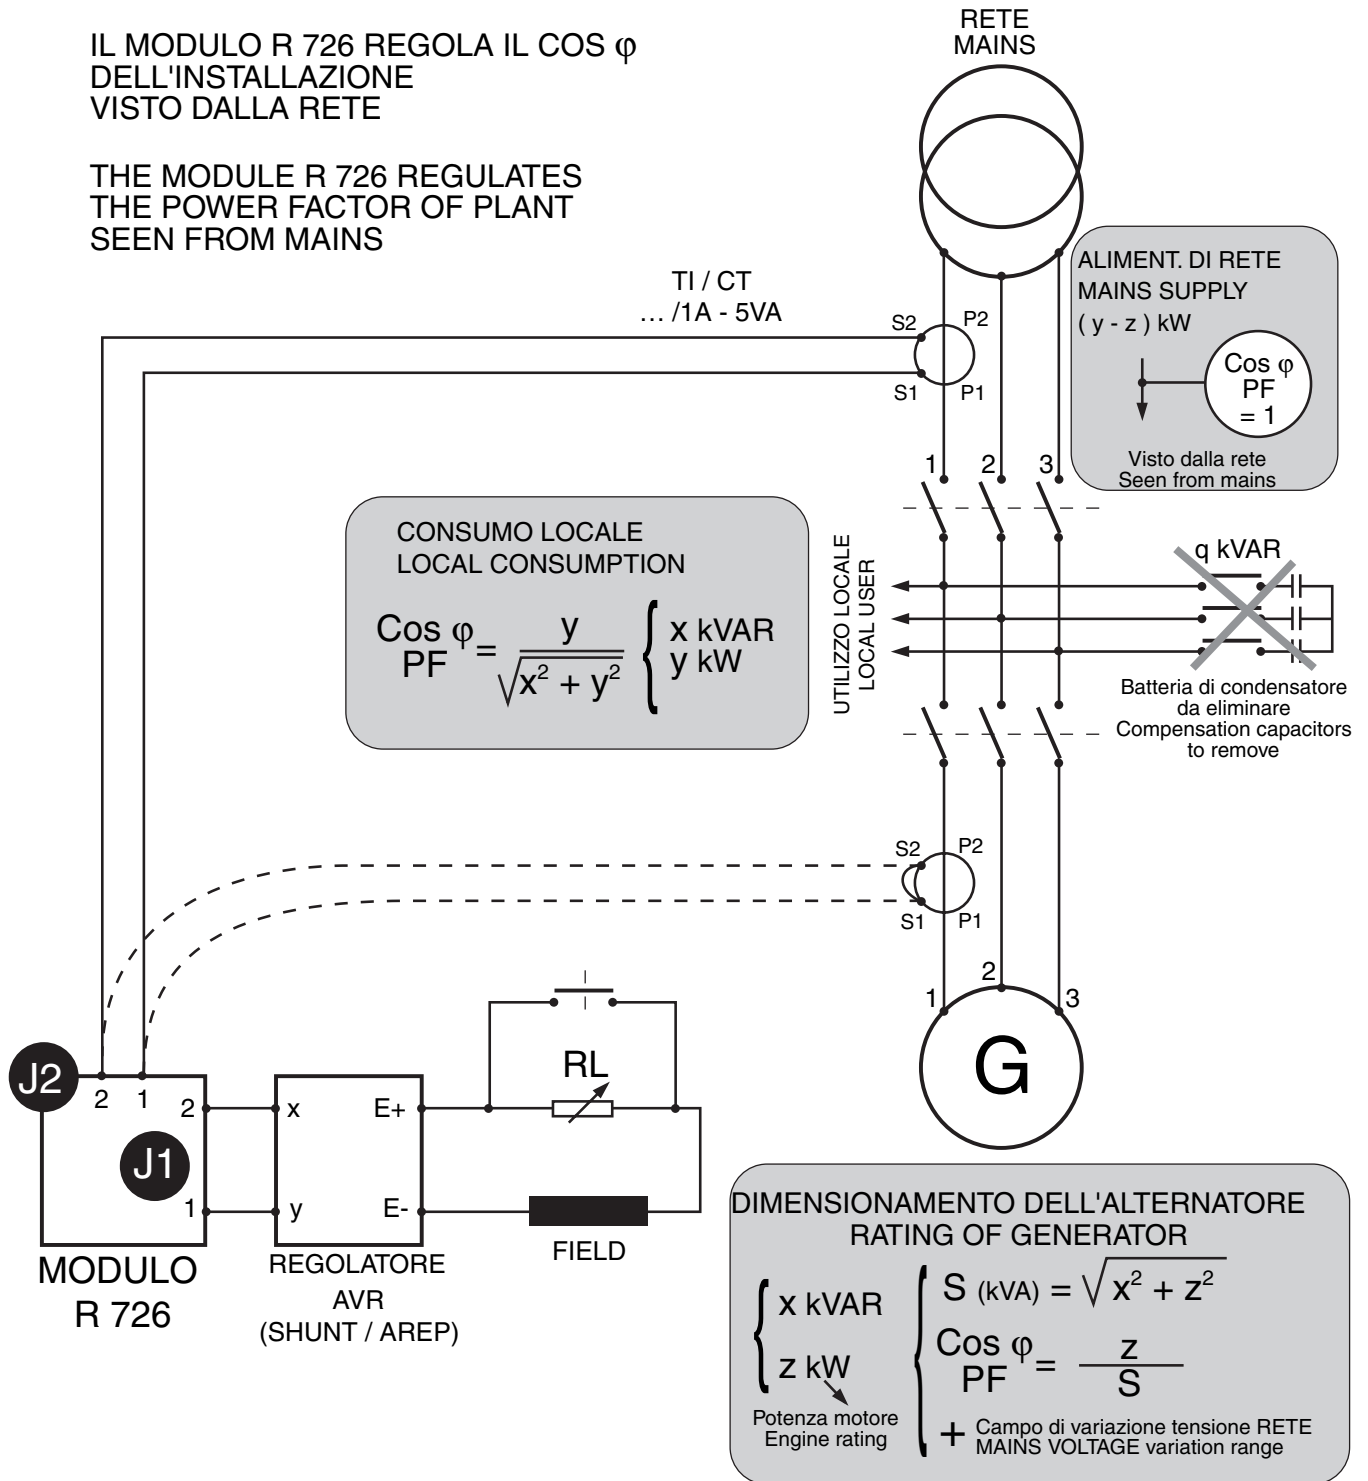 IL MODULO R 726 REGOLA IL COS φ
DELL'INSTALLAZIONE
VISTO DALLA RETE
THE MODULE R 726 REGULATES
THE POWER FACTOR OF PLANT
SEEN FROM MAINS
RETE
MAINS
TI / CT
... /1A - 5VA
S2
P2
S1
P1
ALIMENT. DI RETE
MAINS SUPPLY
( y - z ) kW
Cos φ
PF
= 1
Visto dalla rete
Seen from mains
1
2
3
CONSUMO LOCALE
LOCAL CONSUMPTION
Cos φ
PF
= y / √x² + y²
x kVAR
y kW
UTILIZZO LOCALE
LOCAL USER
q kVAR
Batteria di condensatore
da eliminare
Compensation capacitors
to remove
S2
P2
S1
P1
1
2
3
G
J2
2
1
2
J1
1
MODULO
R 726
x
E+
y
E-
REGOLATORE
AVR
(SHUNT / AREP)
RL
FIELD
DIMENSIONAMENTO DELL'ALTERNATORE
RATING OF GENERATOR
x kVAR
z kW
Potenza motore
Engine rating
S (kVA) = √x² + z²
Cos φ
PF
= z / S
+ Campo di variazione tensione RETE
MAINS VOLTAGE variation range